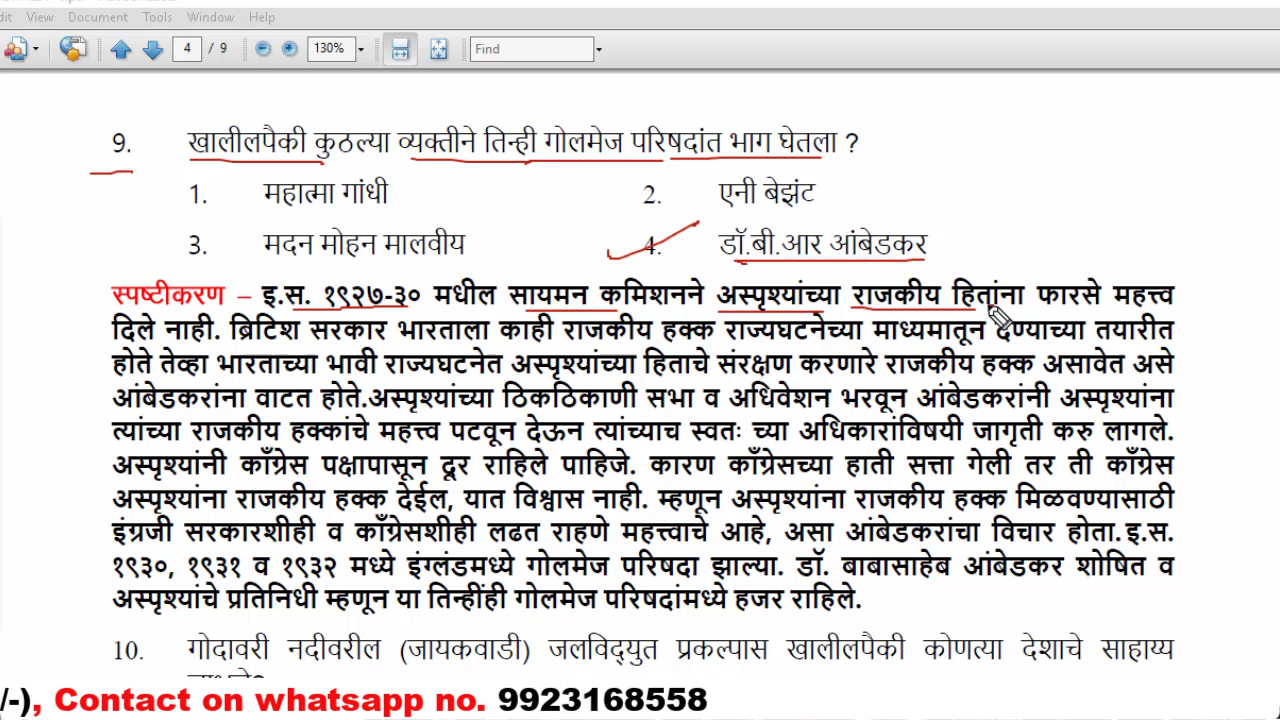 dit View Document Tools Window Help
4 / 9 130% Find
9. खालीलपैकी कुठल्या व्यक्तीने तिन्ही गोलमेज परिषदांत भाग घेतला ?
1. महात्मा गांधी 2. एनी बेझंट
3. मदन मोहन मालवीय 4. डॉ.बी.आर आंबेडकर
स्पष्टीकरण – इ.स. १९२७-३० मधील सायमन कमिशनने अस्पृश्यांच्या राजकीय हितांना फारसे महत्त्व
दिले नाही. ब्रिटिश सरकार भारताला काही राजकीय हक्क राज्यघटनेच्या माध्यमातून देण्याच्या तयारीत
होते तेव्हा भारताच्या भावी राज्यघटनेत अस्पृश्यांच्या हिताचे संरक्षण करणारे राजकीय हक्क असावेत असे
आंबेडकरांना वाटत होते.अस्पृश्यांच्या ठिकठिकाणी सभा व अधिवेशन भरवून आंबेडकरांनी अस्पृश्यांना
त्यांच्या राजकीय हक्कांचे महत्त्व पटवून देऊन त्यांच्याच स्वतः च्या अधिकारांविषयी जागृती करु लागले.
अस्पृश्यांनी काँग्रेस पक्षापासून दूर राहिले पाहिजे. कारण काँग्रेसच्या हाती सत्ता गेली तर ती काँग्रेस
अस्पृश्यांना राजकीय हक्क देईल, यात विश्वास नाही. म्हणून अस्पृश्यांना राजकीय हक्क मिळवण्यासाठी
इंग्रजी सरकारशीही व काँग्रेसशीही लढत राहणे महत्त्वाचे आहे, असा आंबेडकरांचा विचार होता. इ.स.
१९३०, १९३१ व १९३२ मध्ये इंग्लंडमध्ये गोलमेज परिषदा झाल्या. डॉ. बाबासाहेब आंबेडकर शोषित व
अस्पृश्यांचे प्रतिनिधी म्हणून या तिन्हींही गोलमेज परिषदांमध्ये हजर राहिले.
10. गोदावरी नदीवरील (जायकवाडी) जलविद्युत प्रकल्पास खालीलपैकी कोणत्या देशाचे साहाय्य
/-), Contact on whatsapp no. 9923168558